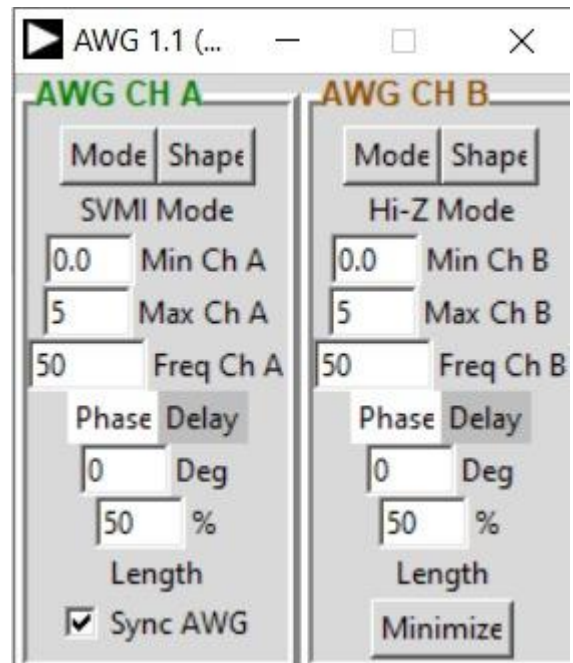 AWG 1.1 (...
AWG CH A
Mode Shape
SVMI Mode
0.0 Min Ch A
5 Max Ch A
50 Freq Ch A
Phase Delay
0 Deg
50 %
Length
Sync AWG
AWG CH B
Mode Shape
Hi-Z Mode
0.0 Min Ch B
5 Max Ch B
50 Freq Ch B
Phase Delay
0 Deg
50 %
Length
Minimize